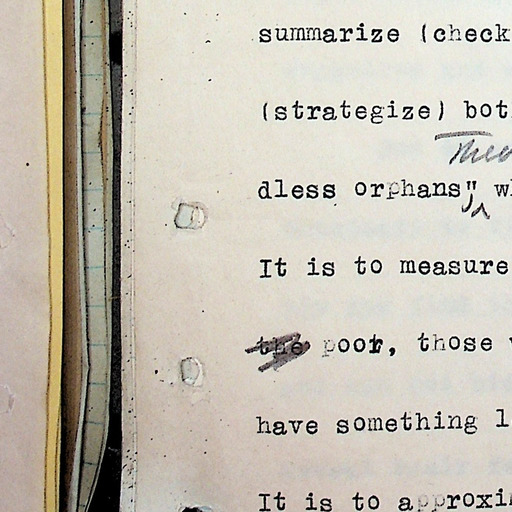 summarize (check
(strategize) bot
dless orphans"
It is to measure
the poor, those
have something l
It is to approxi